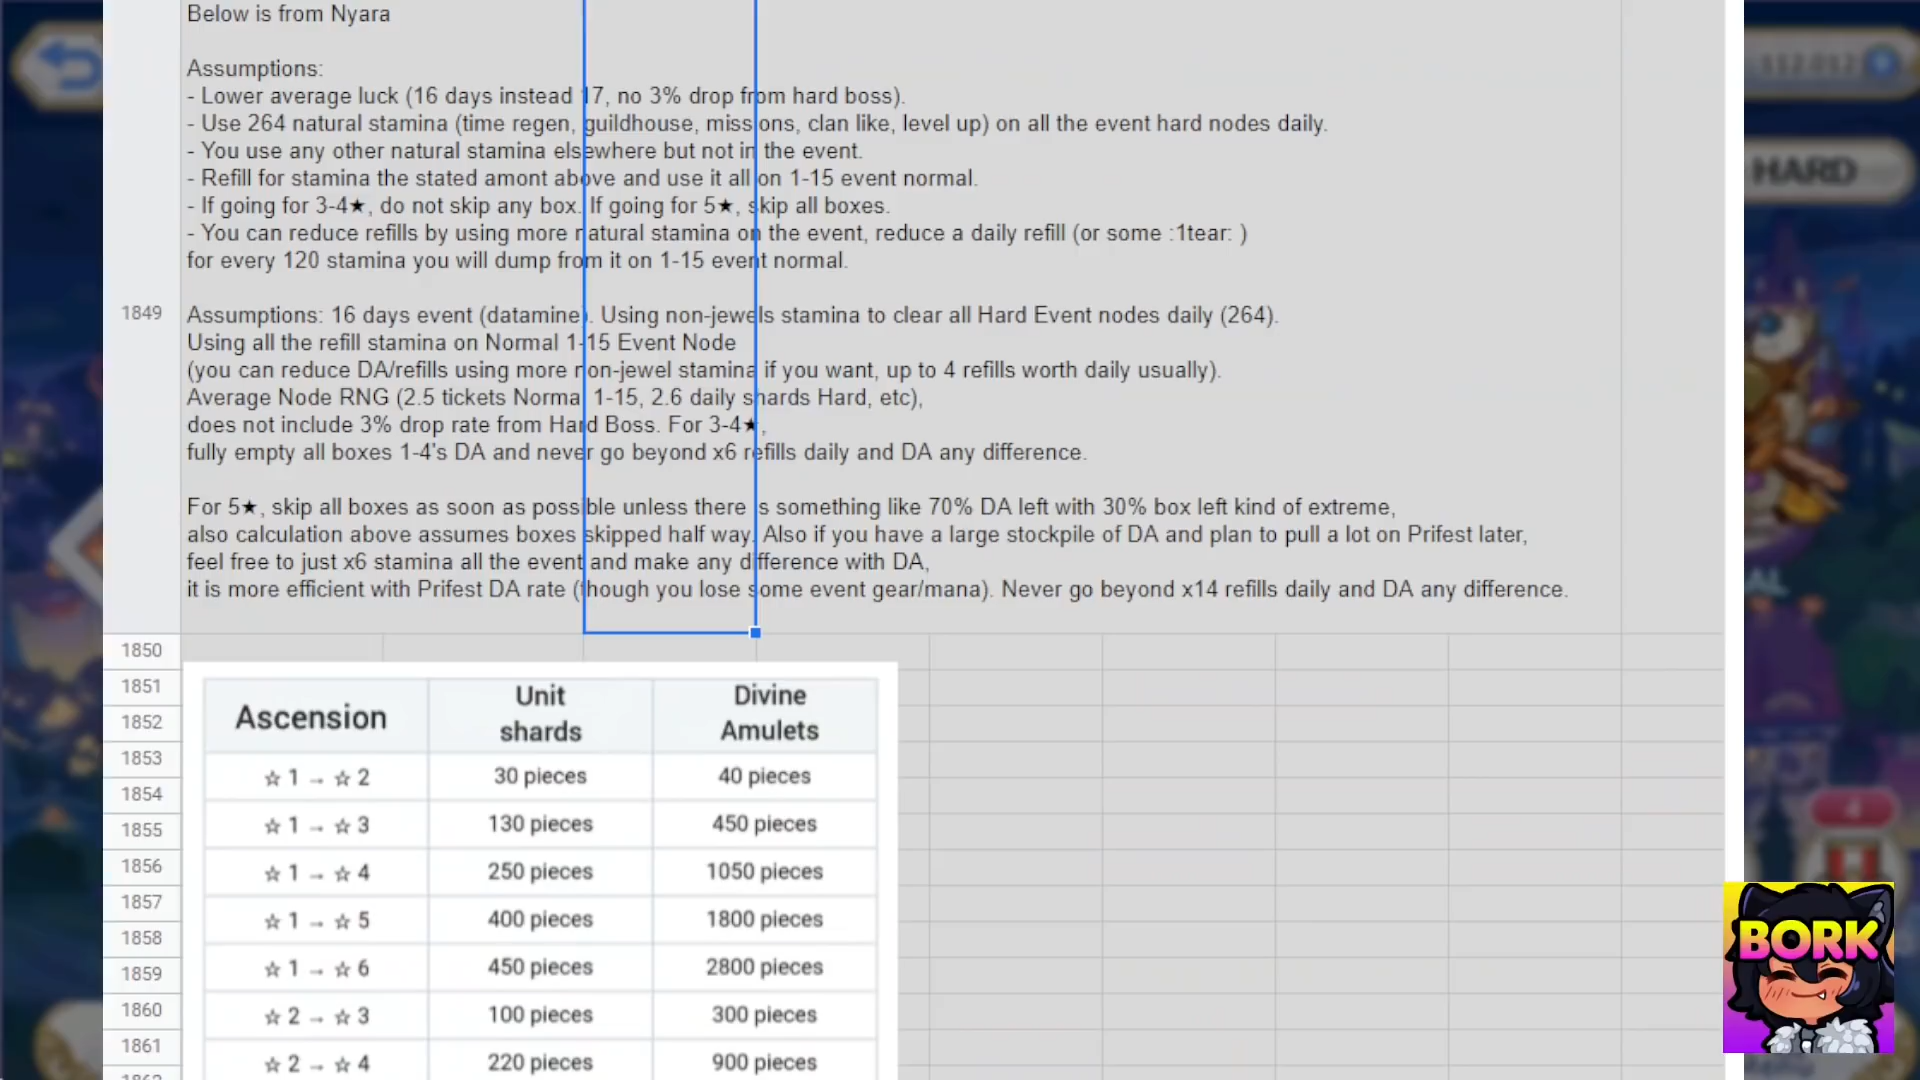 Below is from Nyara
Assumptions:
- Lower average luck (16 days instead 17, no 3% drop from hard boss).
- Use 264 natural stamina (time regen, guildhouse, missions, clan like, level up) on all the event hard nodes daily.
- You use any other natural stamina elsewhere but not in the event.
- Refill for stamina the stated amont above and use it all on 1-15 event normal.
- If going for 3-4★, do not skip any box. If going for 5★, skip all boxes.
- You can reduce refills by using more natural stamina on the event, reduce a daily refill (or some :1tear: )
for every 120 stamina you will dump from it on 1-15 event normal.
1849
Assumptions: 16 days event (datamine). Using non-jewels stamina to clear all Hard Event nodes daily (264).
Using all the refill stamina on Normal 1-15 Event Node
(you can reduce DA/refills using more non-jewel stamina if you want, up to 4 refills worth daily usually).
Average Node RNG (2.5 tickets Normal 1-15, 2.6 daily shards Hard, etc),
does not include 3% drop rate from Hard Boss. For 3-4★,
fully empty all boxes 1-4's DA and never go beyond x6 refills daily and DA any difference.
For 5★, skip all boxes as soon as possible unless there is something like 70% DA left with 30% box left kind of extreme,
also calculation above assumes boxes skipped half way. Also if you have a large stockpile of DA and plan to pull a lot on Prifest later,
feel free to just x6 stamina all the event and make any difference with DA,
it is more efficient with Prifest DA rate (though you lose some event gear/mana). Never go beyond x14 refills daily and DA any difference.
1850
1851
1852
1853
1854
1855
1856
1857
1858
1859
1860
1861
Ascension Unit shards Divine Amulets
☆ 1 → ☆ 2 30 pieces 40 pieces
☆ 1 → ☆ 3 130 pieces 450 pieces
☆ 1 → ☆ 4 250 pieces 1050 pieces
☆ 1 → ☆ 5 400 pieces 1800 pieces
☆ 1 → ☆ 6 450 pieces 2800 pieces
☆ 2 → ☆ 3 100 pieces 300 pieces
☆ 2 → ☆ 4 220 pieces 900 pieces
HARD
4
BORK